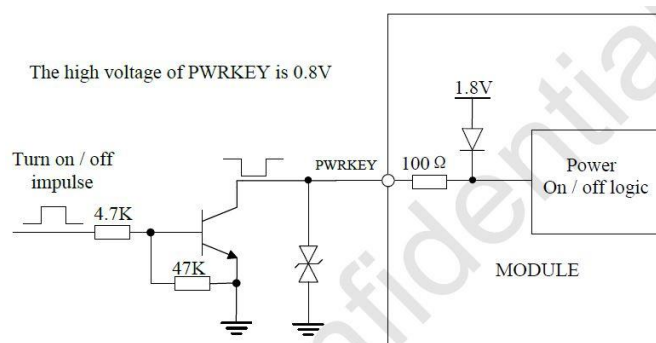 The high voltage of PWRKEY is 0.8V
1.8V
Turn on / off
impulse
PWRKEY
100 Ω
Power
On / off logic
4.7K
47K
MODULE
nfidential